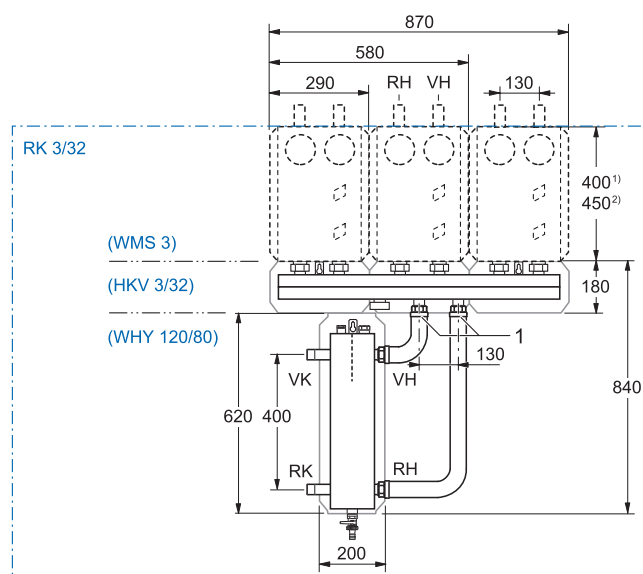 870
580
290
RH
VH
130
RK 3/32
400¹⁾
450²⁾
(WMS 3)
(HKV 3/32)
180
(WHY 120/80)
1
130
VK
VH
840
620
400
RK
RH
200